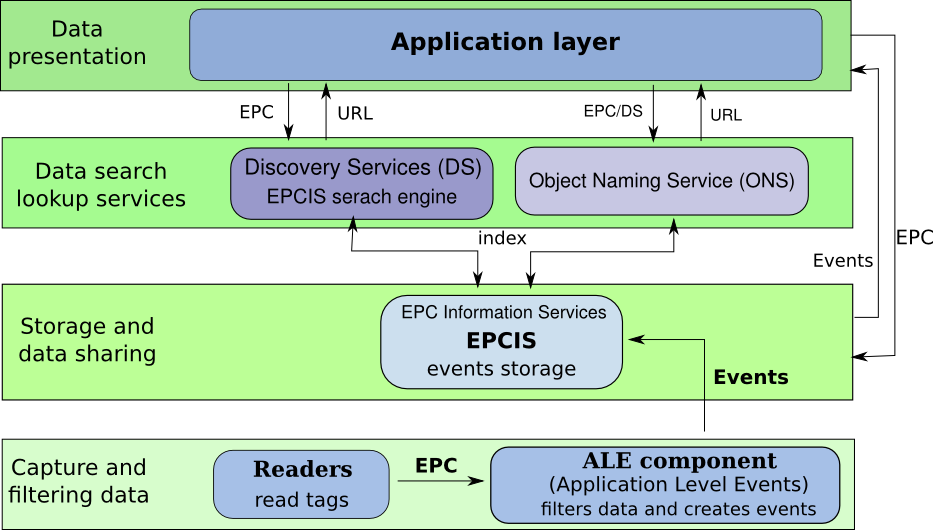 Data
presentation
Application layer
EPC
URL
EPC/DS
URL
Data search
lookup services
Discovery Services (DS)
EPCIS serach engine
Object Naming Service (ONS)
index
EPC
Events
Storage and
data sharing
EPC Information Services
EPCIS
events storage
Events
Capture and
filtering data
Readers
read tags
EPC
ALE component
(Application Level Events)
filters data and creates events